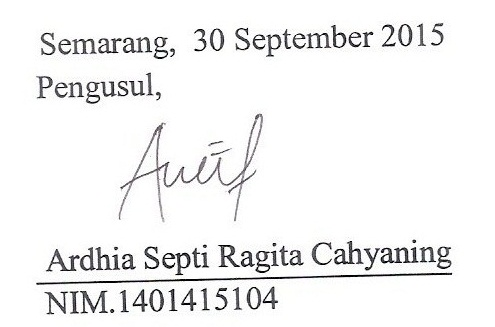 Semarang, 30 September 2015
Pengusul,
Ardhia Septi Ragita Cahyaning
NIM.1401415104